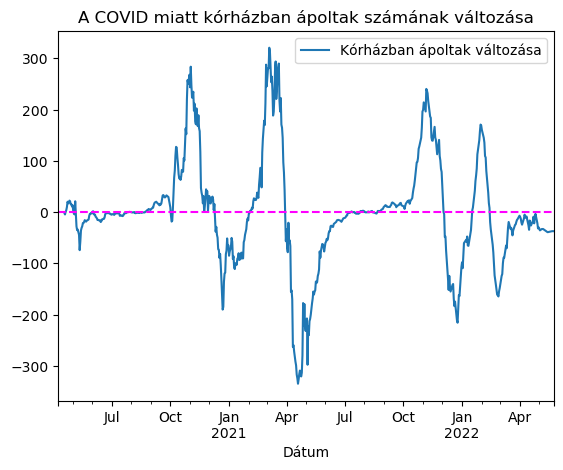 A COVID miatt kórházban ápoltak számának változása
Kórházban ápoltak változása
300
200
100
0
−100
−200
−300
Jul
Oct
Jan
2021
Apr
Jul
Oct
Jan
2022
Apr
Dátum